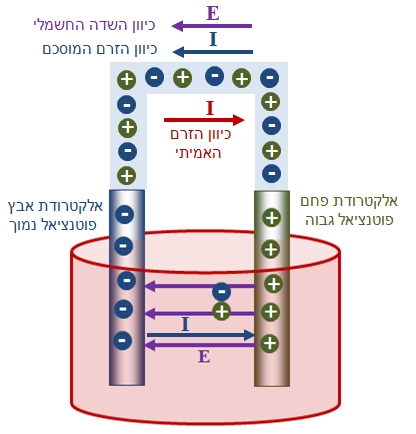 E
כיוון השדה החשמלי
I
כיוון הזרם המוסכם
I
כיוון הזרם
האמיתי
אלקטרודת אבץ
פוטנציאל נמוך
אלקטרודת פחם
פוטנציאל גבוה
I
E